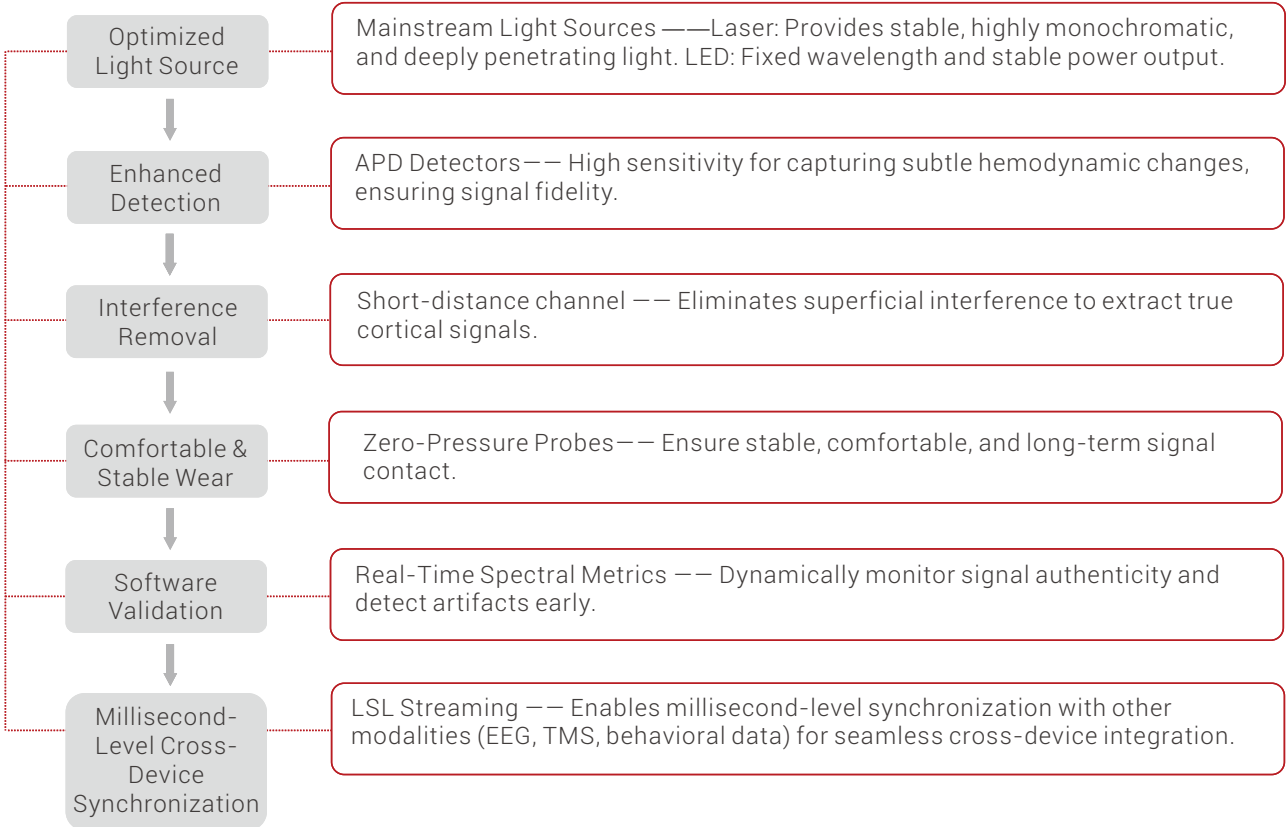 Optimized
Light Source
Mainstream Light Sources ——Laser: Provides stable, highly monochromatic,
and deeply penetrating light. LED: Fixed wavelength and stable power output.
Enhanced
Detection
APD Detectors—— High sensitivity for capturing subtle hemodynamic changes,
ensuring signal fidelity.
Interference
Removal
Short-distance channel —— Eliminates superficial interference to extract true
cortical signals.
Comfortable &
Stable Wear
Zero-Pressure Probes—— Ensure stable, comfortable, and long-term signal
contact.
Software
Validation
Real-Time Spectral Metrics —— Dynamically monitor signal authenticity and
detect artifacts early.
Millisecond-
Level Cross-
Device
Synchronization
LSL Streaming —— Enables millisecond-level synchronization with other
modalities (EEG, TMS, behavioral data) for seamless cross-device integration.